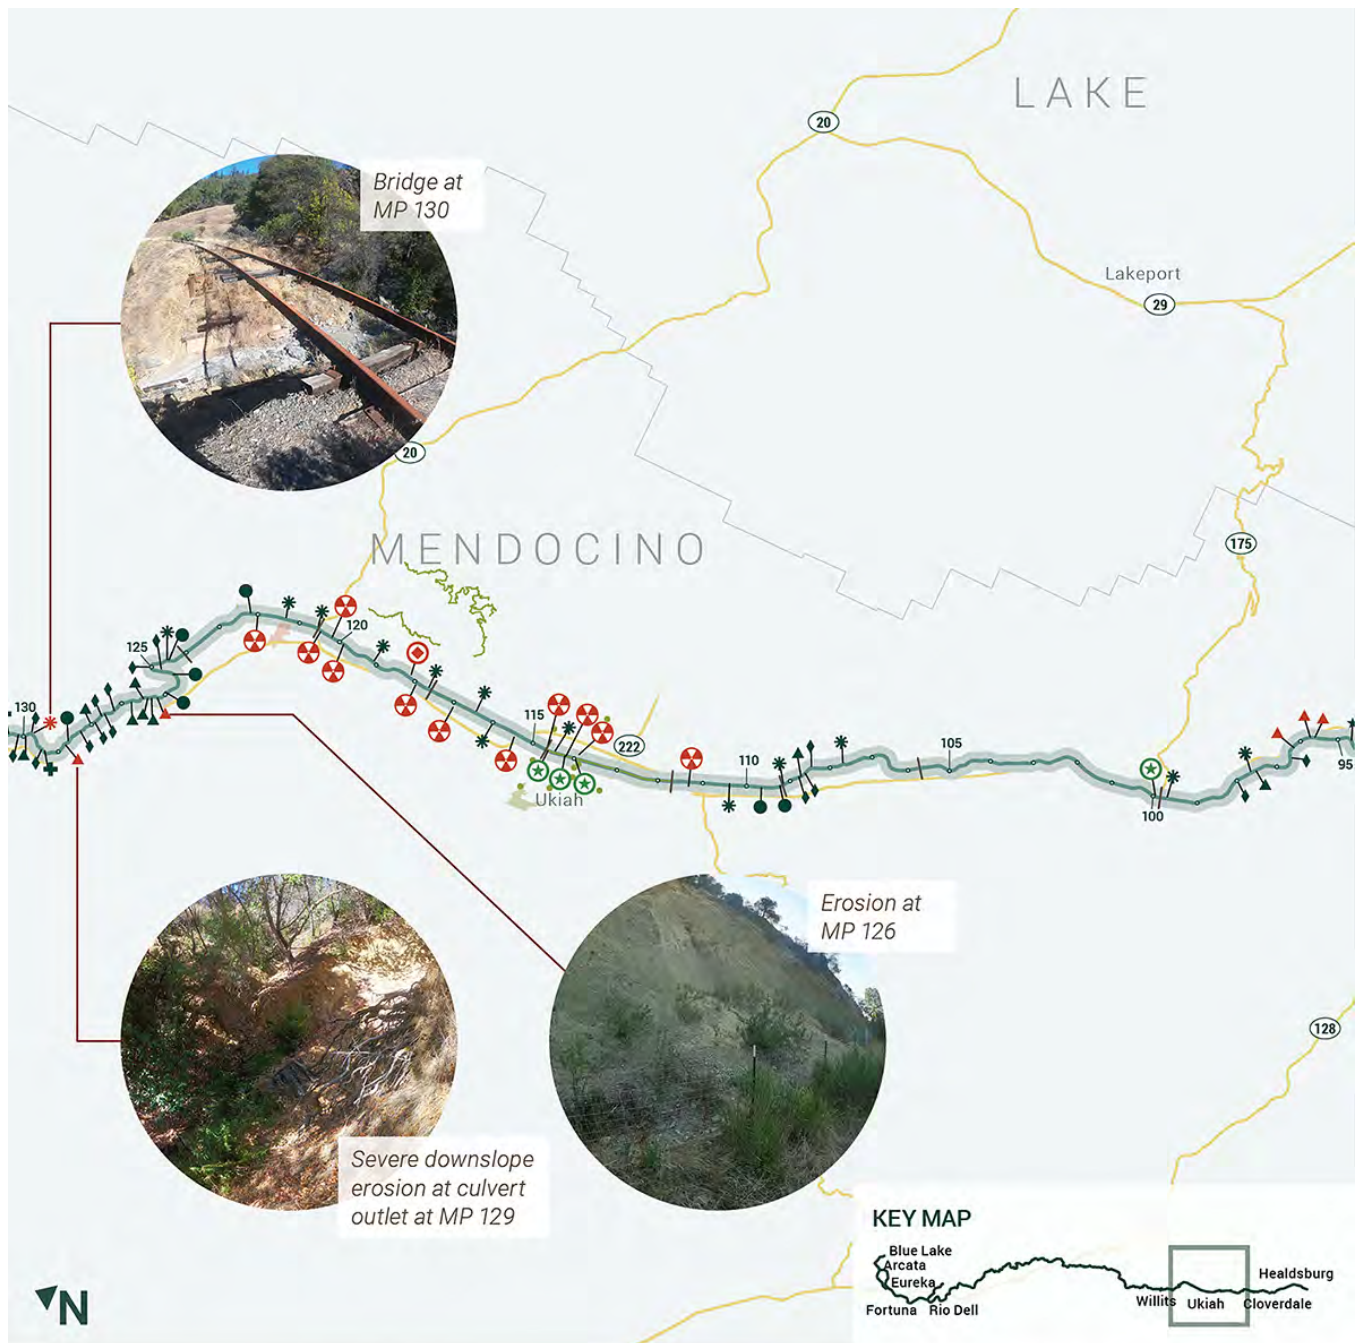 LAKE
20
Bridge at
MP 130
Lakeport
29
20
MENDOCINO
175
120
125
130
115
222
110
105
Ukiah
100
95
Erosion at
MP 126
128
Severe downslope
erosion at culvert
outlet at MP 129
KEY MAP
Blue Lake
Arcata
Eureka
Healdsburg
Willits
Ukiah
Cloverdale
Fortuna
Rio Dell
N